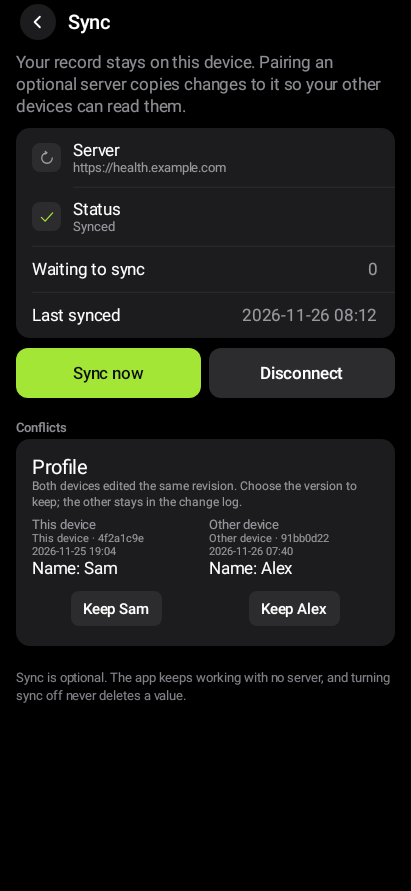 Sync
Your record stays on this device. Pairing an
optional server copies changes to it so your other
devices can read them.
Server
https://health.example.com
Status
Synced
Waiting to sync
0
Last synced
2026-11-26 08:12
Sync now
Disconnect
Conflicts
Profile
Both devices edited the same revision. Choose the version to
keep; the other stays in the change log.
This device
This device · 4f2a1c9e
2026-11-25 19:04
Name: Sam
Keep Sam
Other device
Other device · 91bb0d22
2026-11-26 07:40
Name: Alex
Keep Alex
Sync is optional. The app keeps working with no server, and turning
sync off never deletes a value.